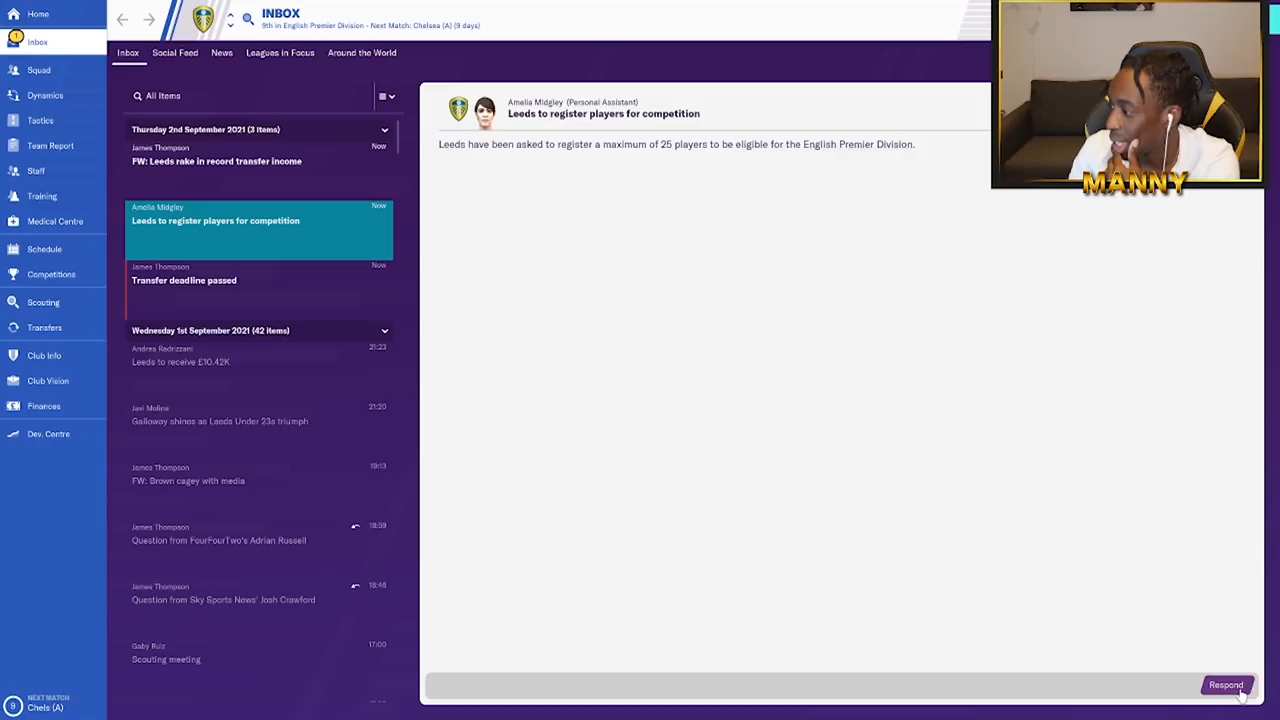 Home
1
Inbox
Squad
Dynamics
Tactics
Team Report
Staff
Training
Medical Centre
Schedule
Competitions
Scouting
Transfers
Club Info
Club Vision
Finances
Dev. Centre
9
NEXT MATCH
Chels (A)
INBOX
9th in English Premier Division - Next Match: Chelsea (A) (9 days)
Inbox Social Feed News Leagues in Focus Around the World
All Items
Thursday 2nd September 2021 (3 items)
James Thompson Now
FW: Leeds rake in record transfer income
Amelia Midgley Now
Leeds to register players for competition
James Thompson Now
Transfer deadline passed
Wednesday 1st September 2021 (42 items)
Andrea Radrizzani 21:23
Leeds to receive £10.42K
Javi Molina 21:20
Galloway shines as Leeds Under 23s triumph
James Thompson 19:13
FW: Brown cagey with media
James Thompson 18:59
Question from FourFourTwo's Adrian Russell
James Thompson 18:46
Question from Sky Sports News' Josh Crawford
Gaby Ruiz 17:00
Scouting meeting
Amelia Midgley (Personal Assistant)
Leeds to register players for competition
Leeds have been asked to register a maximum of 25 players to be eligible for the English Premier Division.
MANNY
Respond